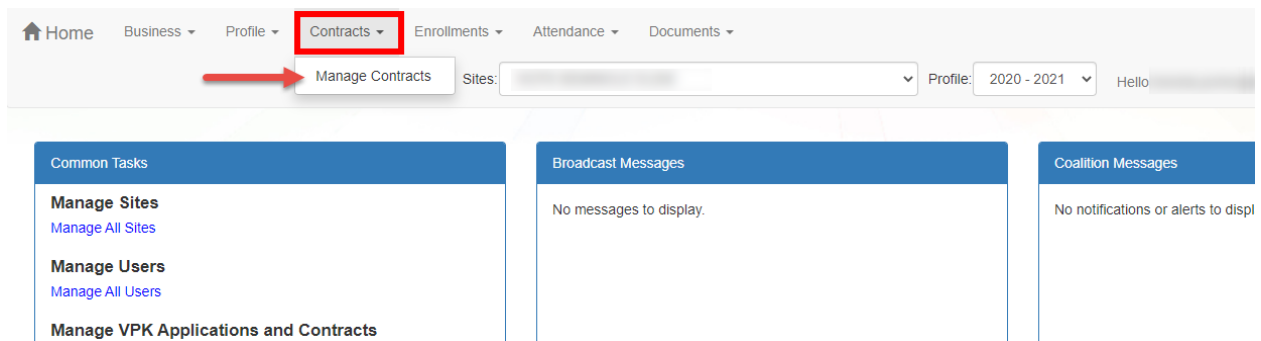 Home Business Profile Contracts Enrollments Attendance Documents
Manage Contracts Sites: Profile: 2020 - 2021 Hello
Common Tasks
Manage Sites
Manage All Sites
Manage Users
Manage All Users
Manage VPK Applications and Contracts
Broadcast Messages
No messages to display.
Coalition Messages
No notifications or alerts to displ